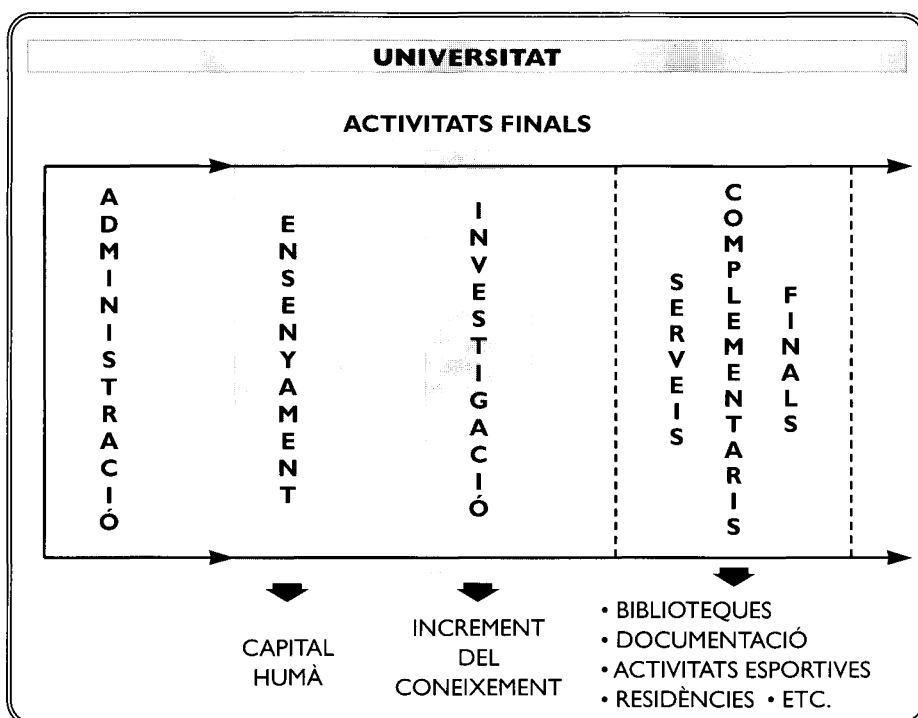 UNIVERSITAT
ACTIVITATS FINALS
ADMINISTRACIÓ
ENSENYAMENT
INVESTIGACIÓ
SERVEIS
COMPLEMENTARIS
FINALS
CAPITAL
HUMÀ
INCREMENT
DEL
CONEIXEMENT
• BIBLIOTEQUES
• DOCUMENTACIÓ
• ACTIVITATS ESPORTIVES
• RESIDÈNCIES • ETC.